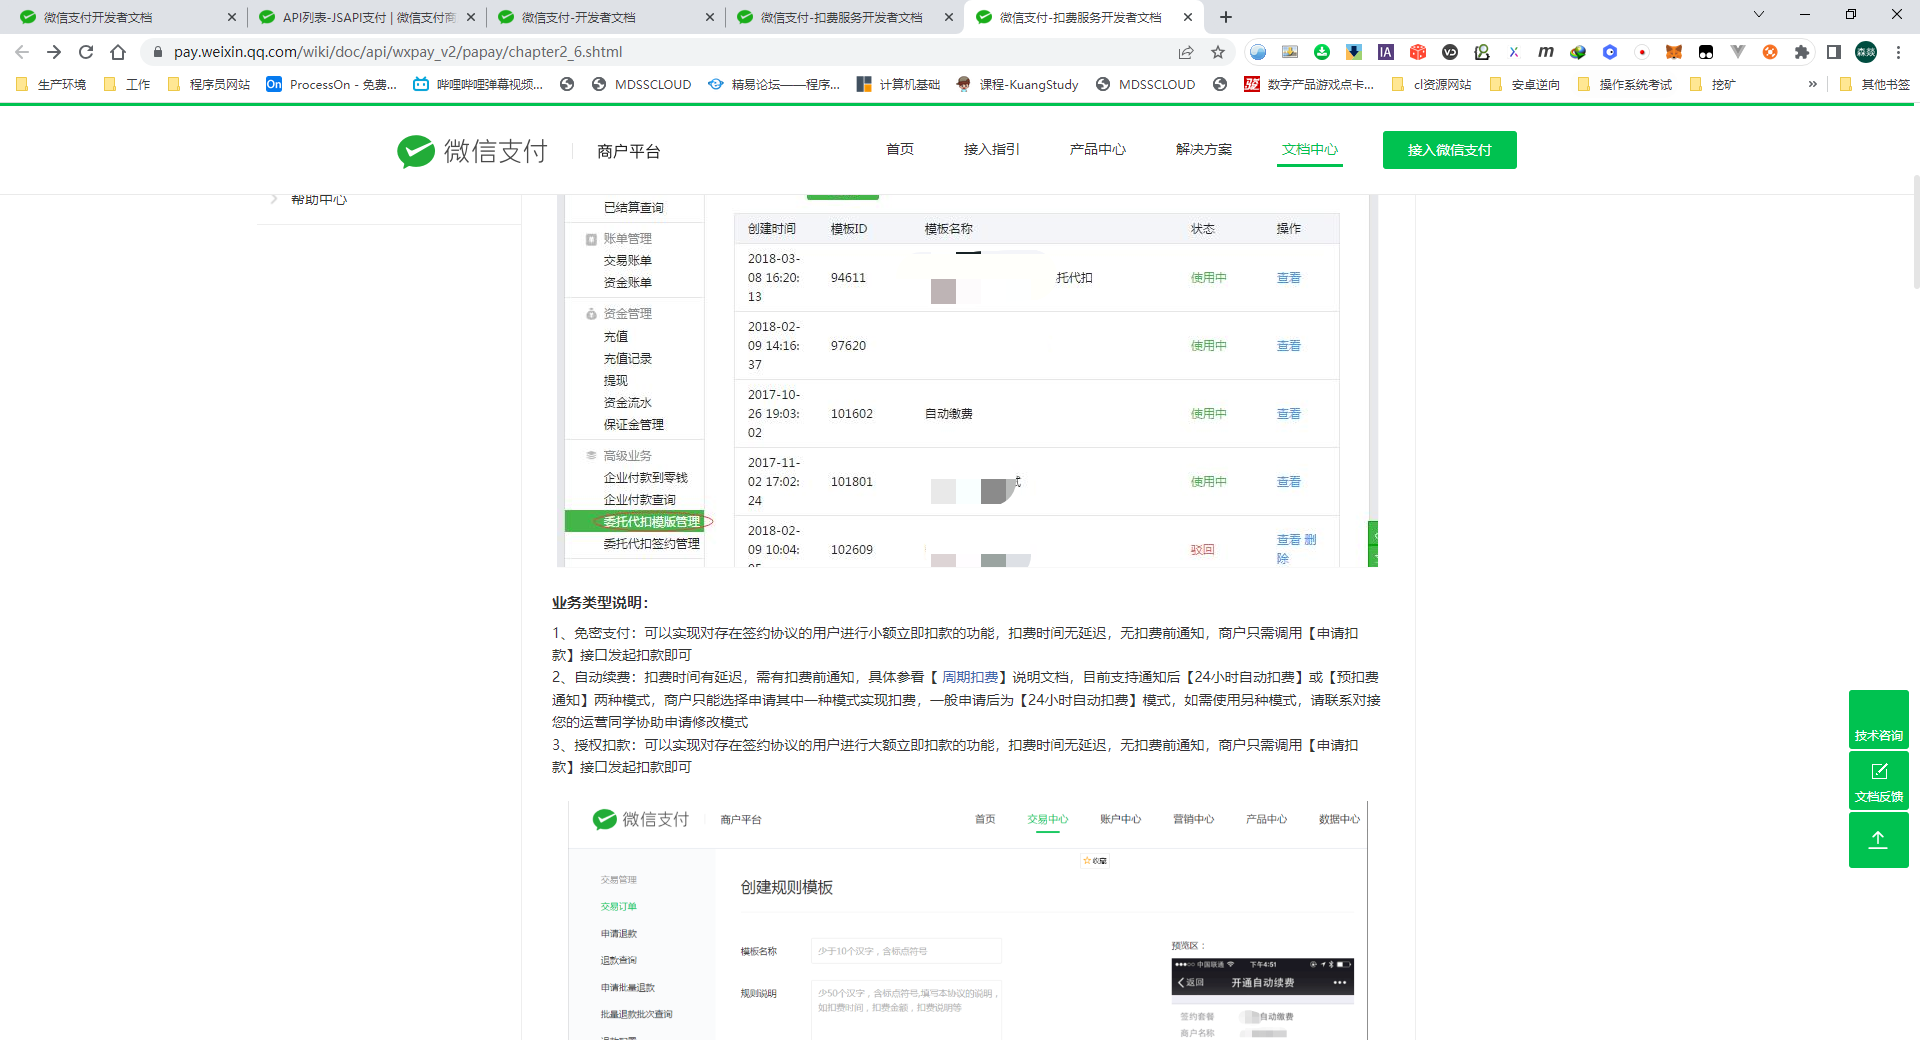 微信支付开发者文档
API列表-JSAPI支付 | 微信支付商
微信支付-开发者文档
微信支付-扣费服务开发者文档
微信支付-扣费服务开发者文档
pay.weixin.qq.com/wiki/doc/api/wxpay_v2/papay/chapter2_6.shtml
生产环境
工作
程序员网站
On
ProcessOn - 免费...
哔哩哔哩弹幕视频...
MDSSCLOUD
精易论坛——程序...
计算机基础
课程-KuangStudy
MDSSCLOUD
数字产品游戏点卡...
cl资源网站
安卓逆向
操作系统考试
挖矿
»
其他书签
微信支付
商户平台
首页
接入指引
产品中心
解决方案
文档中心
接入微信支付
帮助中心
已结算查询
账单管理
交易账单
资金账单
资金管理
充值
充值记录
提现
资金流水
保证金管理
高级业务
企业付款到零钱
企业付款查询
委托代扣模版管理
委托代扣签约管理
创建时间 模板ID 模板名称 状态 操作
2018-03-
08 16:20: 94611 托代扣 使用中 查看
13
2018-02-
09 14:16: 97620 使用中 查看
37
2017-10-
26 19:03: 101602 自动缴费 使用中 查看
02
2017-11-
02 17:02: 101801 使用中 查看
24
2018-02-
09 10:04: 102609 驳回 查看 删
除
业务类型说明：
1、免密支付：可以实现对存在签约协议的用户进行小额立即扣款的功能，扣费时间无延迟，无扣费前通知，商户只需调用【申请扣
款】接口发起扣款即可
2、自动续费：扣费时间有延迟，需有扣费前通知，具体参看【 周期扣费】说明文档，目前支持通知后【24小时自动扣费】或【预扣费
通知】两种模式，商户只能选择申请其中一种模式实现扣费，一般申请后为【24小时自动扣费】模式，如需使用另种模式，请联系对接
您的运营同学协助申请修改模式
3、授权扣款：可以实现对存在签约协议的用户进行大额立即扣款的功能，扣费时间无延迟，无扣费前通知，商户只需调用【申请扣
款】接口发起扣款即可
微信支付
商户平台
首页
交易中心
账户中心
营销中心
产品中心
数据中心
收藏
交易管理
交易订单
申请退款
退款查询
申请批量退款
批量退款批次查询
创建规则模板
模板名称
少于10个汉字，含标点符号
规则说明
少50个汉字，含标点符号,填写本协议的说明，
如扣费时间，扣费金额，扣费说明等
预览区：
中国联通
下午4:51
返回
开通自动续费
签约套餐
自动缴费
商户名称
技术咨询
文档反馈